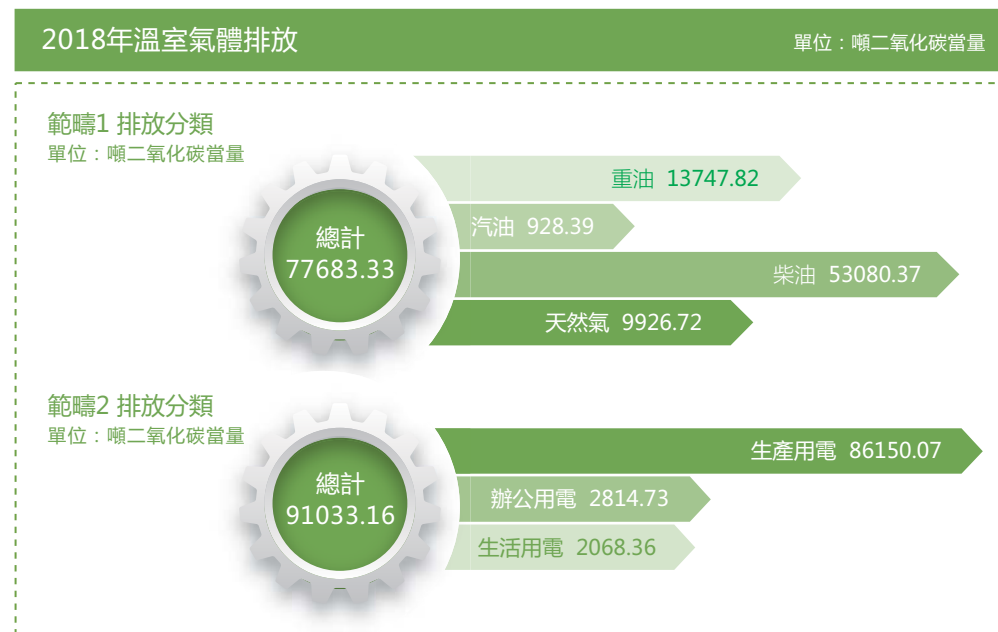 2018年溫室氣體排放
單位：噸二氧化碳當量
範疇1 排放分類
單位：噸二氧化碳當量
總計
77683.33
重油 13747.82
汽油 928.39
柴油 53080.37
天然氣 9926.72
範疇2 排放分類
單位：噸二氧化碳當量
總計
91033.16
生產用電 86150.07
辦公用電 2814.73
生活用電 2068.36